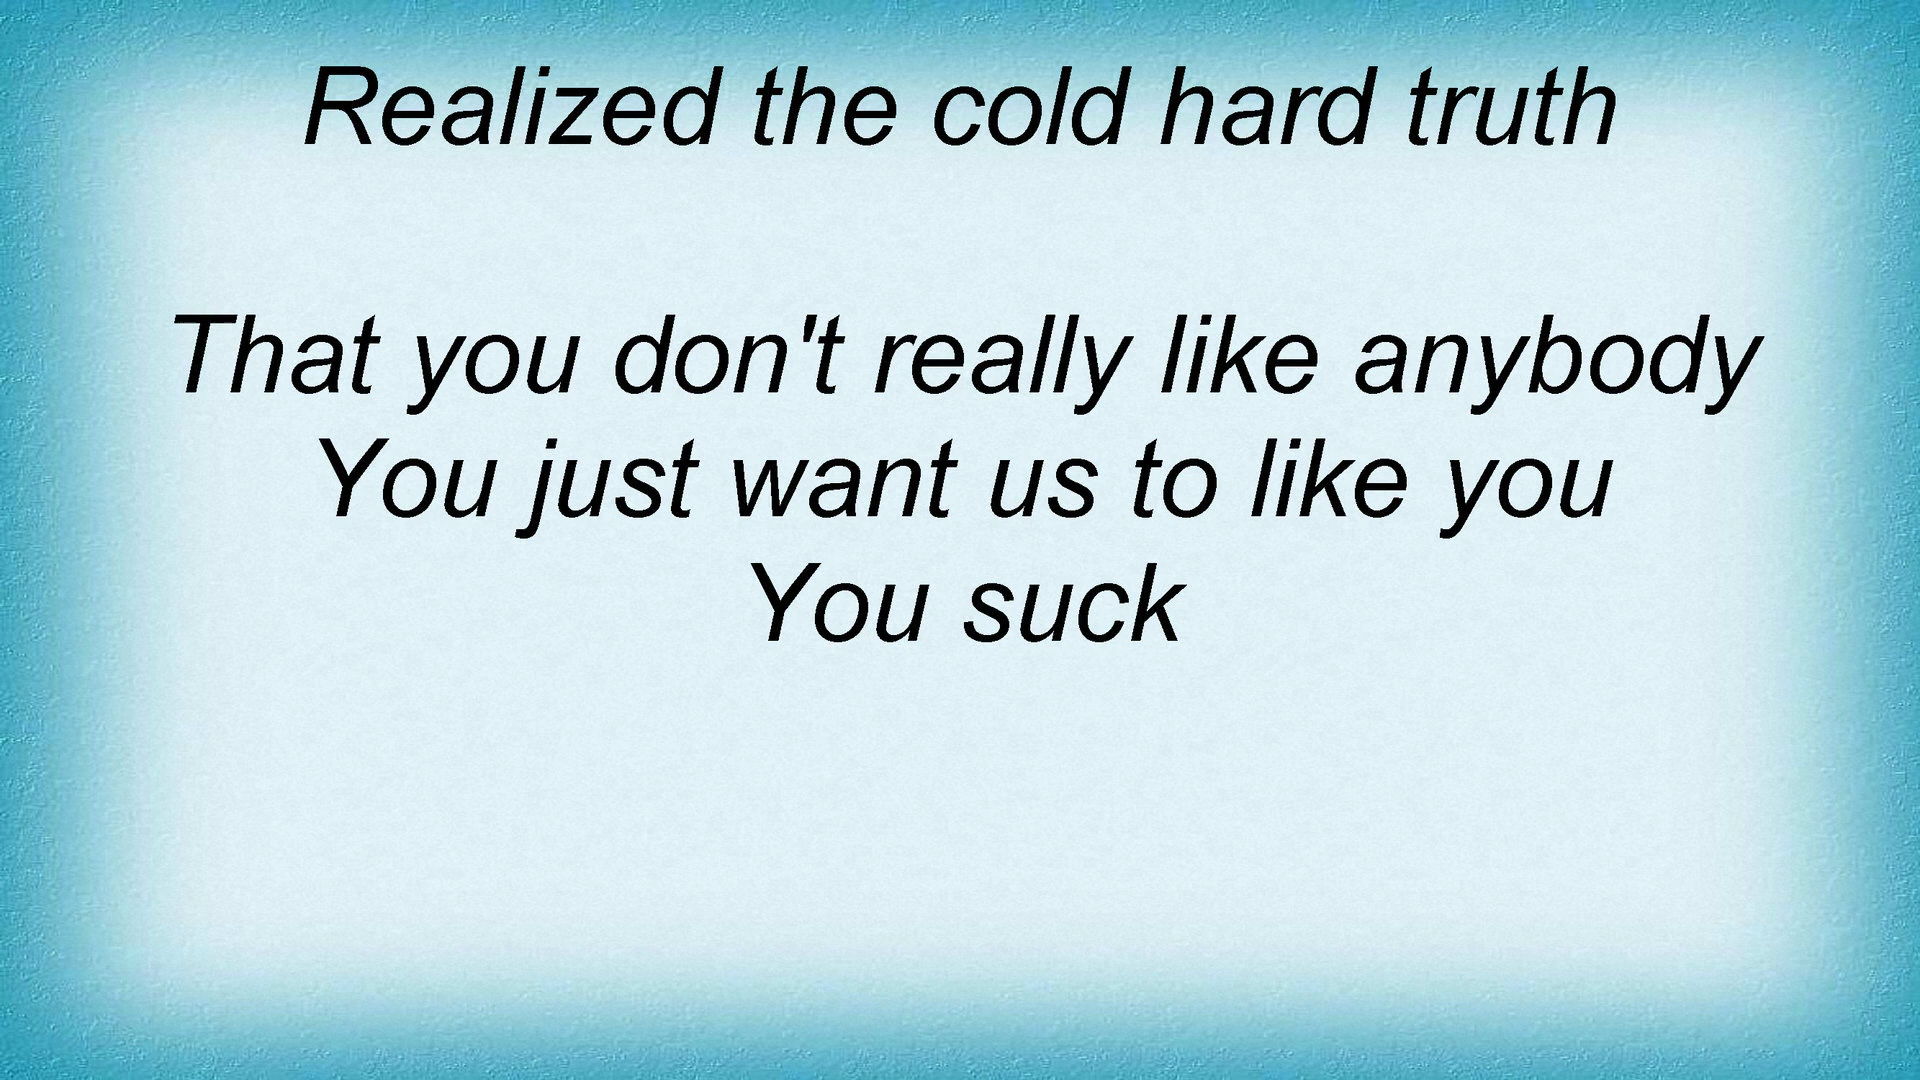 Realized the cold hard truth
That you don't really like anybody
You just want us to like you
You suck